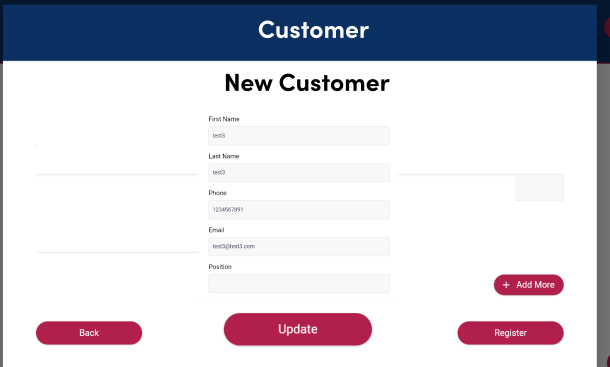 Customer
New Customer
First Name
test3
Last Name
test3
Phone
1234567891
Email
test3@test3.com
Position
+ Add More
Back
Update
Register